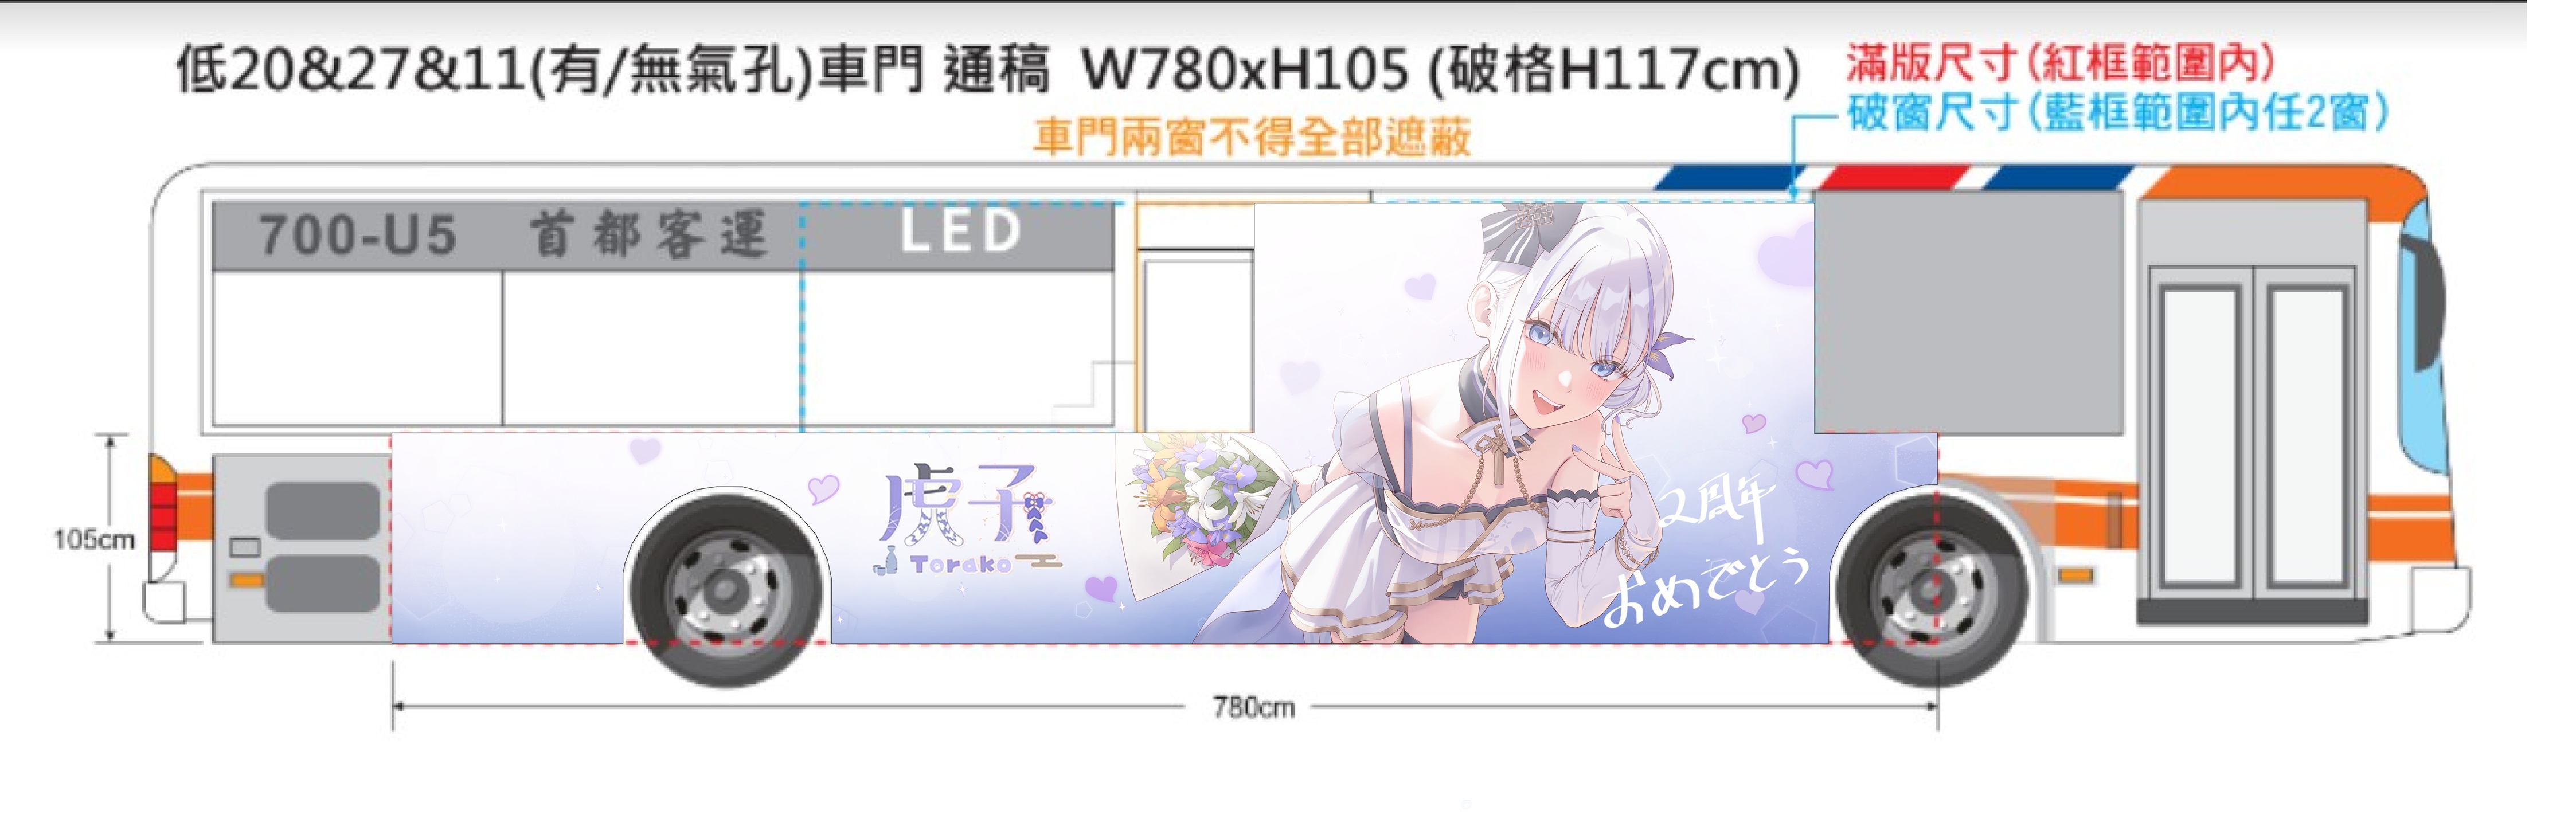 低20&27&11(有/無氣孔)車門 通稿 W780xH105 (破格H117cm)
滿版尺寸(紅框範圍內)
破窗尺寸(藍框範圍內任2窗)
車門兩窗不得全部遮蔽
700-U5 首都客運 LED
虎子
Torako
2周年
おめでとう
105cm
780cm